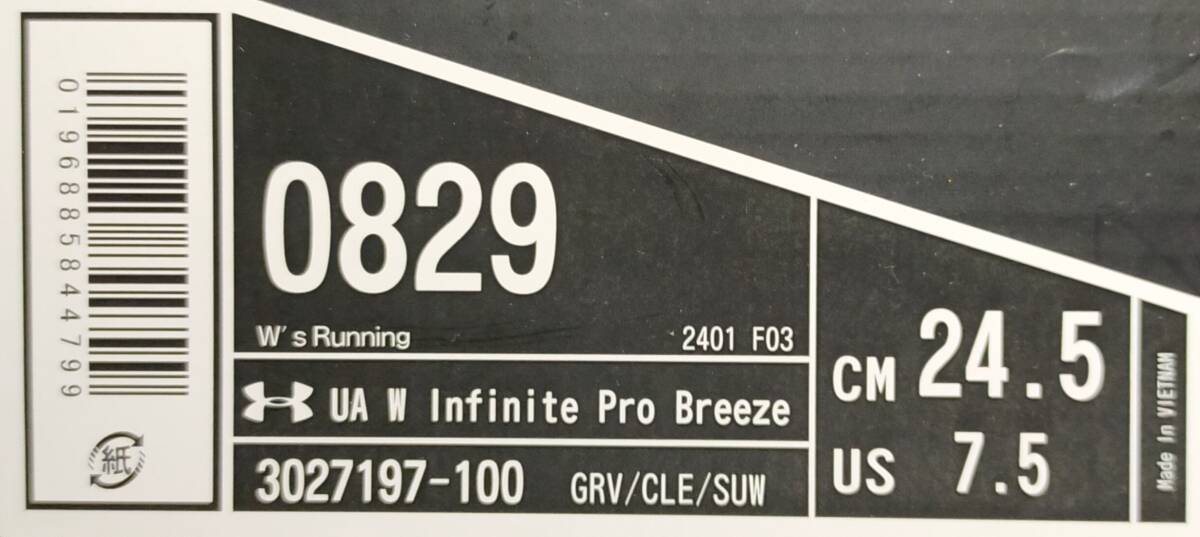 0196885844799
紙
0829
W's Running
2401 F03
UA W Infinite Pro Breeze
3027197-100
GRV/CLE/SUW
CM 24.5
US 7.5
Made In VIETNAM